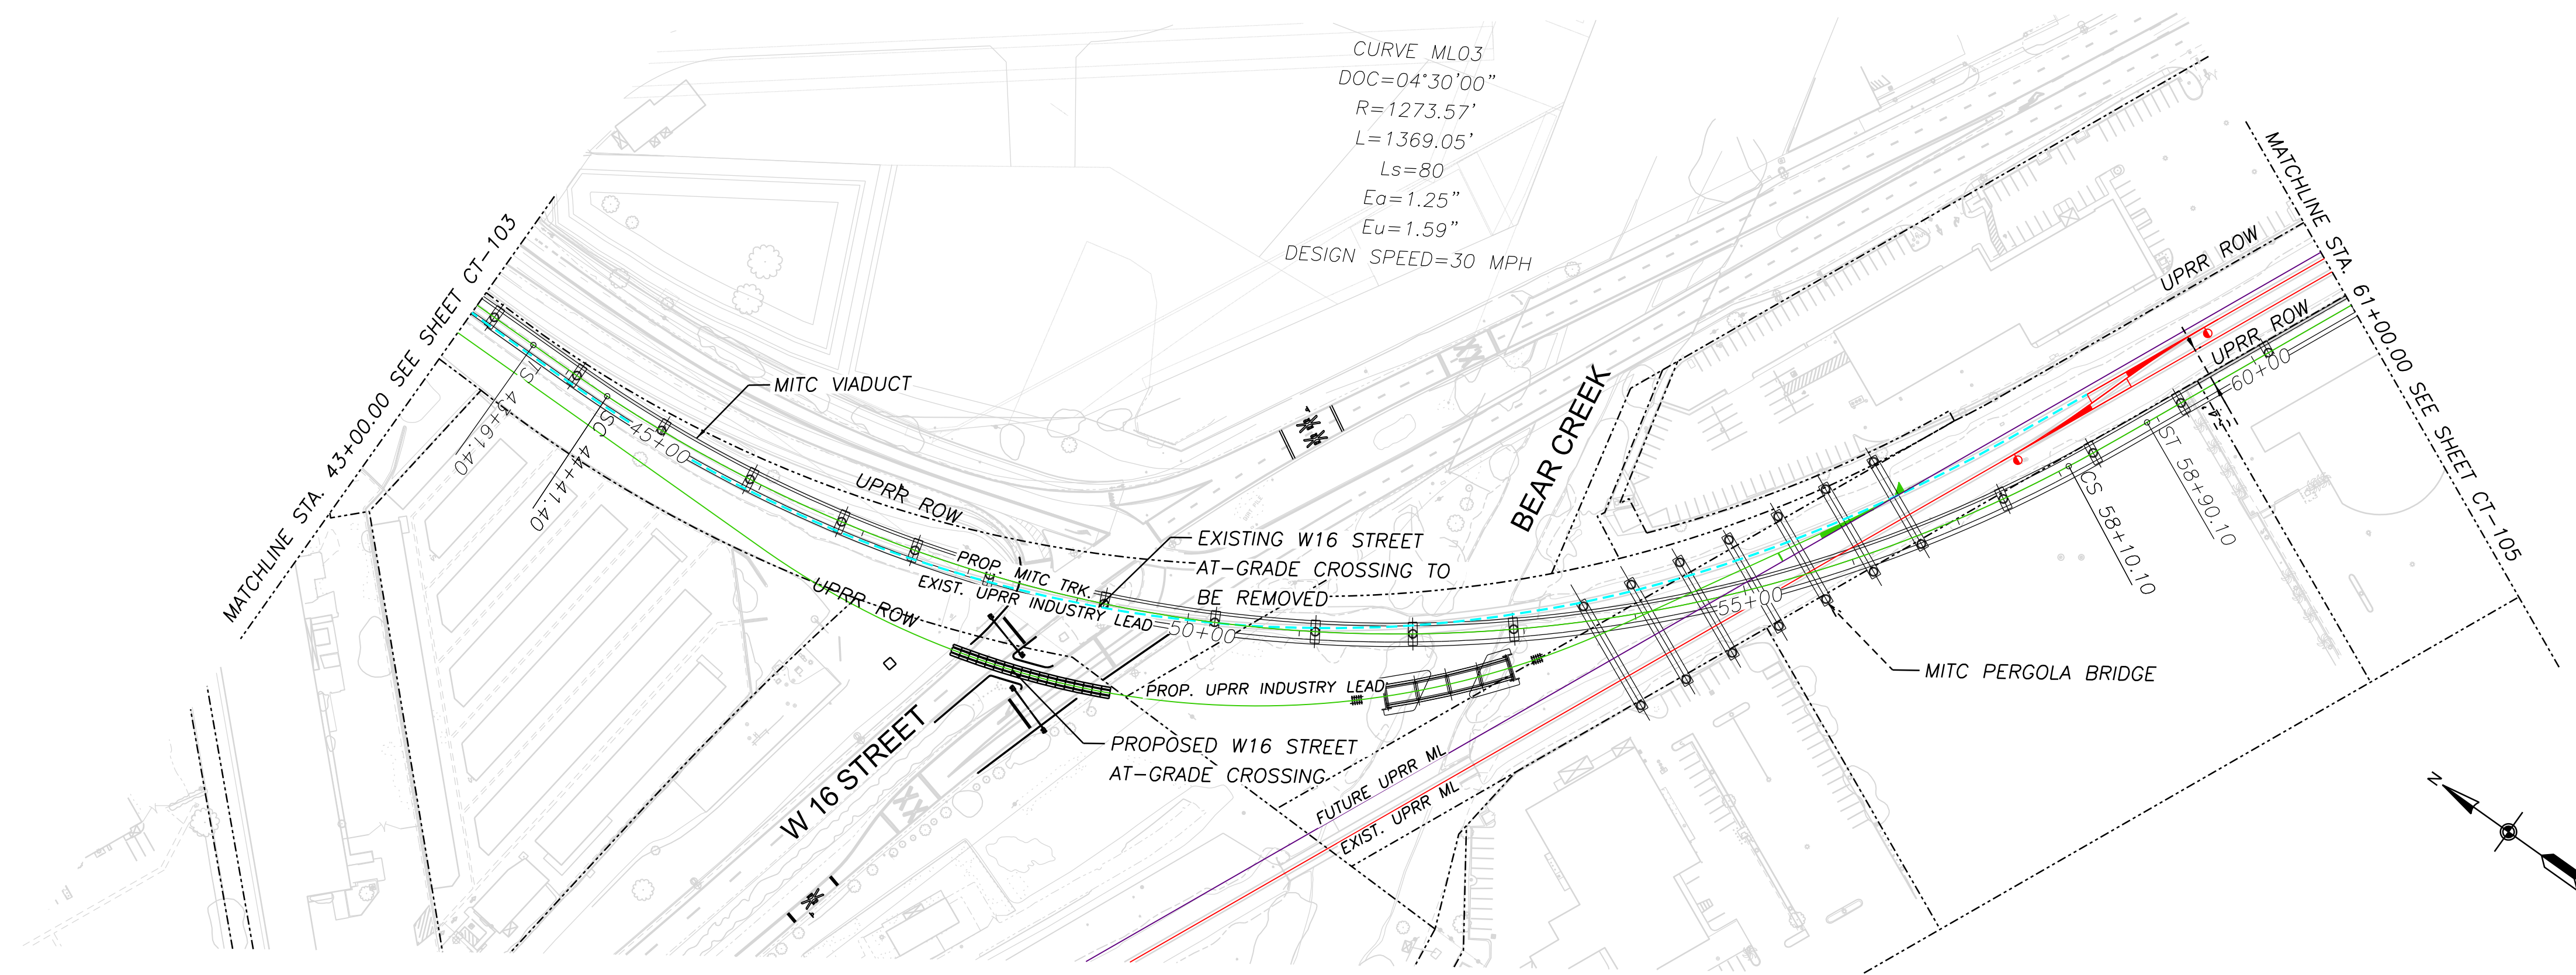 CURVE ML03
DOC=04°30'00"
R=1273.57'
L=1369.05'
Ls=80
Ea=1.25"
Eu=1.59"
DESIGN SPEED=30 MPH
MATCHLINE STA. 43+00.00 SEE SHEET CT-103
MATCHLINE STA. 61+00.00 SEE SHEET CT-105
UPRR ROW
UPRR ROW
60+00
TS 43+61.40
SC 44+41.40
45+00
MITC VIADUCT
UPRR ROW
BEAR CREEK
ST 58+90.10
CS 58+10.10
EXISTING W16 STREET
AT-GRADE CROSSING TO
BE REMOVED
PROP. MITC TRK.
EXIST. UPRR INDUSTRY LEAD
UPRR ROW
50+00
55+00
MITC PERGOLA BRIDGE
PROP. UPRR INDUSTRY LEAD
W 16 STREET
PROPOSED W16 STREET
AT-GRADE CROSSING
FUTURE UPRR ML
EXIST. UPRR ML
N